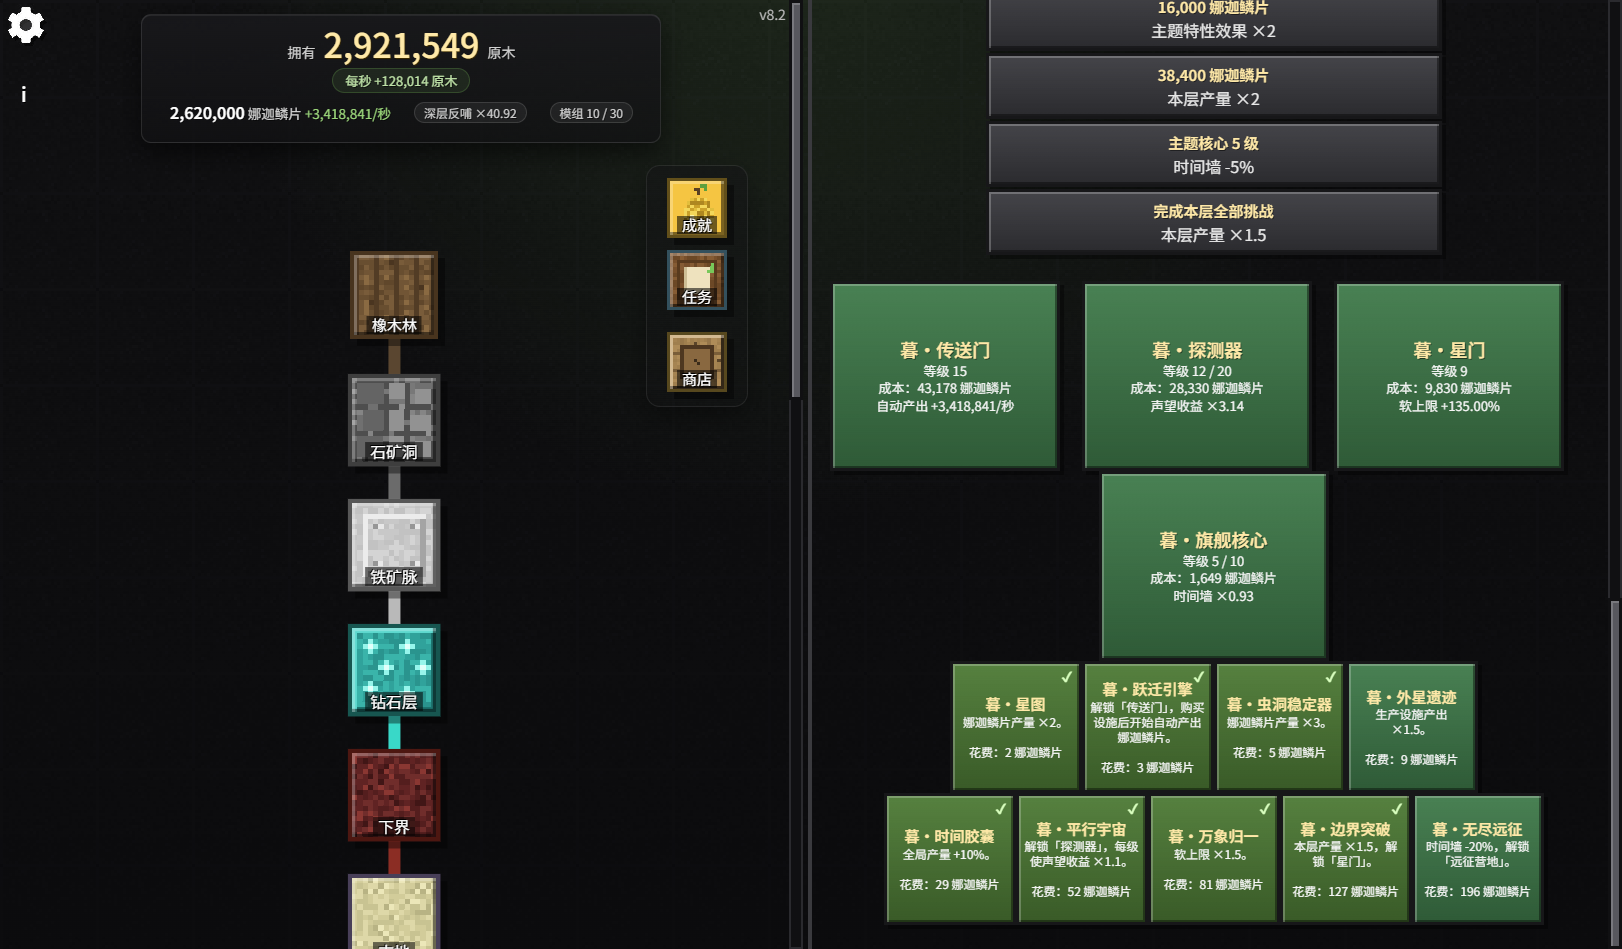 v8.2
拥有 2,921,549 原木
每秒 +128,014 原木
2,620,000 娜迦鳞片 +3,418,841/秒
深层反哺 ×40.92
模组 10 / 30
i
成就
任务
商店
橡木林
石矿洞
铁矿脉
钻石层
下界
16,000 娜迦鳞片
主题特性效果 ×2
38,400 娜迦鳞片
本层产量 ×2
主题核心 5 级
时间墙 -5%
完成本层全部挑战
本层产量 ×1.5
暮·传送门
等级 15
成本：43,178 娜迦鳞片
自动产出 +3,418,841/秒
暮·探测器
等级 12 / 20
成本：28,330 娜迦鳞片
声望收益 ×3.14
暮·星门
等级 9
成本：9,830 娜迦鳞片
软上限 +135.00%
暮·旗舰核心
等级 5 / 10
成本：1,649 娜迦鳞片
时间墙 ×0.93
暮·星图
娜迦鳞片产量 ×2。
花费：2 娜迦鳞片
暮·跃迁引擎
解锁「传送门」，购买
设施后开始自动产出
娜迦鳞片。
花费：3 娜迦鳞片
暮·虫洞稳定器
娜迦鳞片产量 ×3。
花费：5 娜迦鳞片
暮·外星遗迹
生产设施产出
×1.5。
花费：9 娜迦鳞片
暮·时间胶囊
全局产量 +10%。
花费：29 娜迦鳞片
暮·平行宇宙
解锁「探测器」，每级
使声望收益 ×1.1。
花费：52 娜迦鳞片
暮·万象归一
软上限 ×1.5。
花费：81 娜迦鳞片
暮·边界突破
本层产量 ×1.5，解
锁「星门」。
花费：127 娜迦鳞片
暮·无尽远征
时间墙 -20%，解锁
「远征营地」。
花费：196 娜迦鳞片